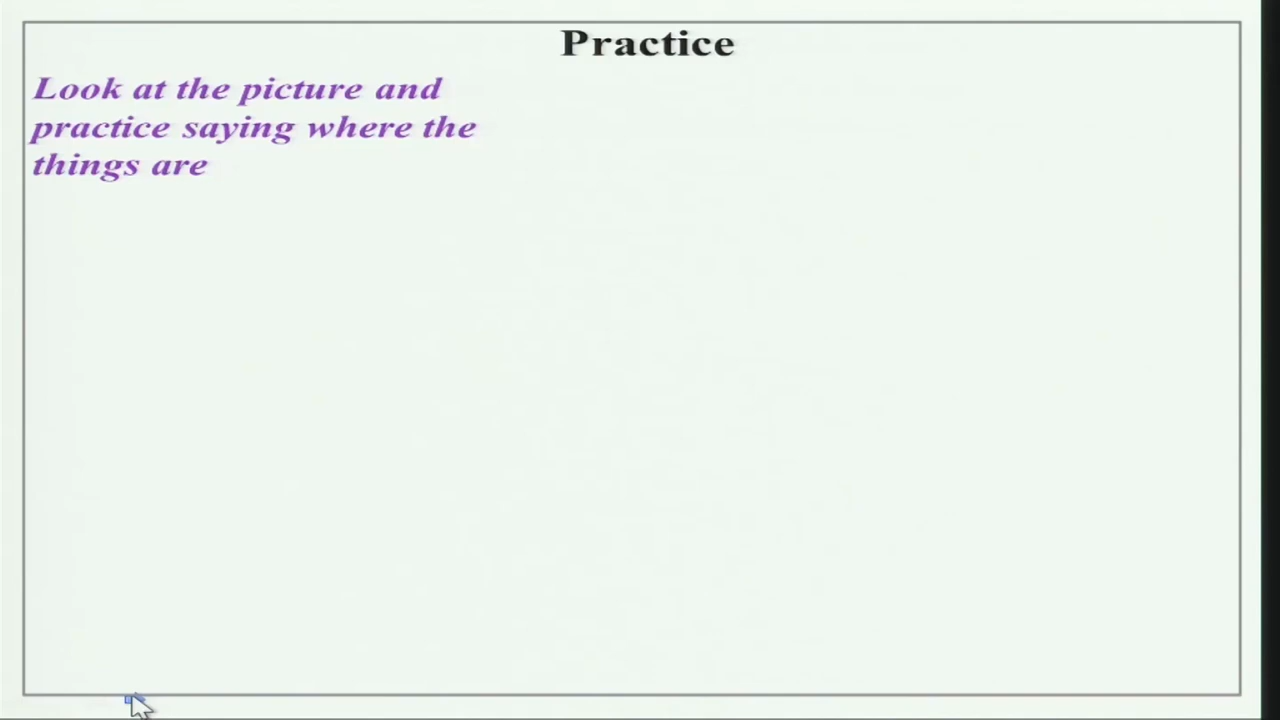 Practice
Look at the picture and
practice saying where the
things are